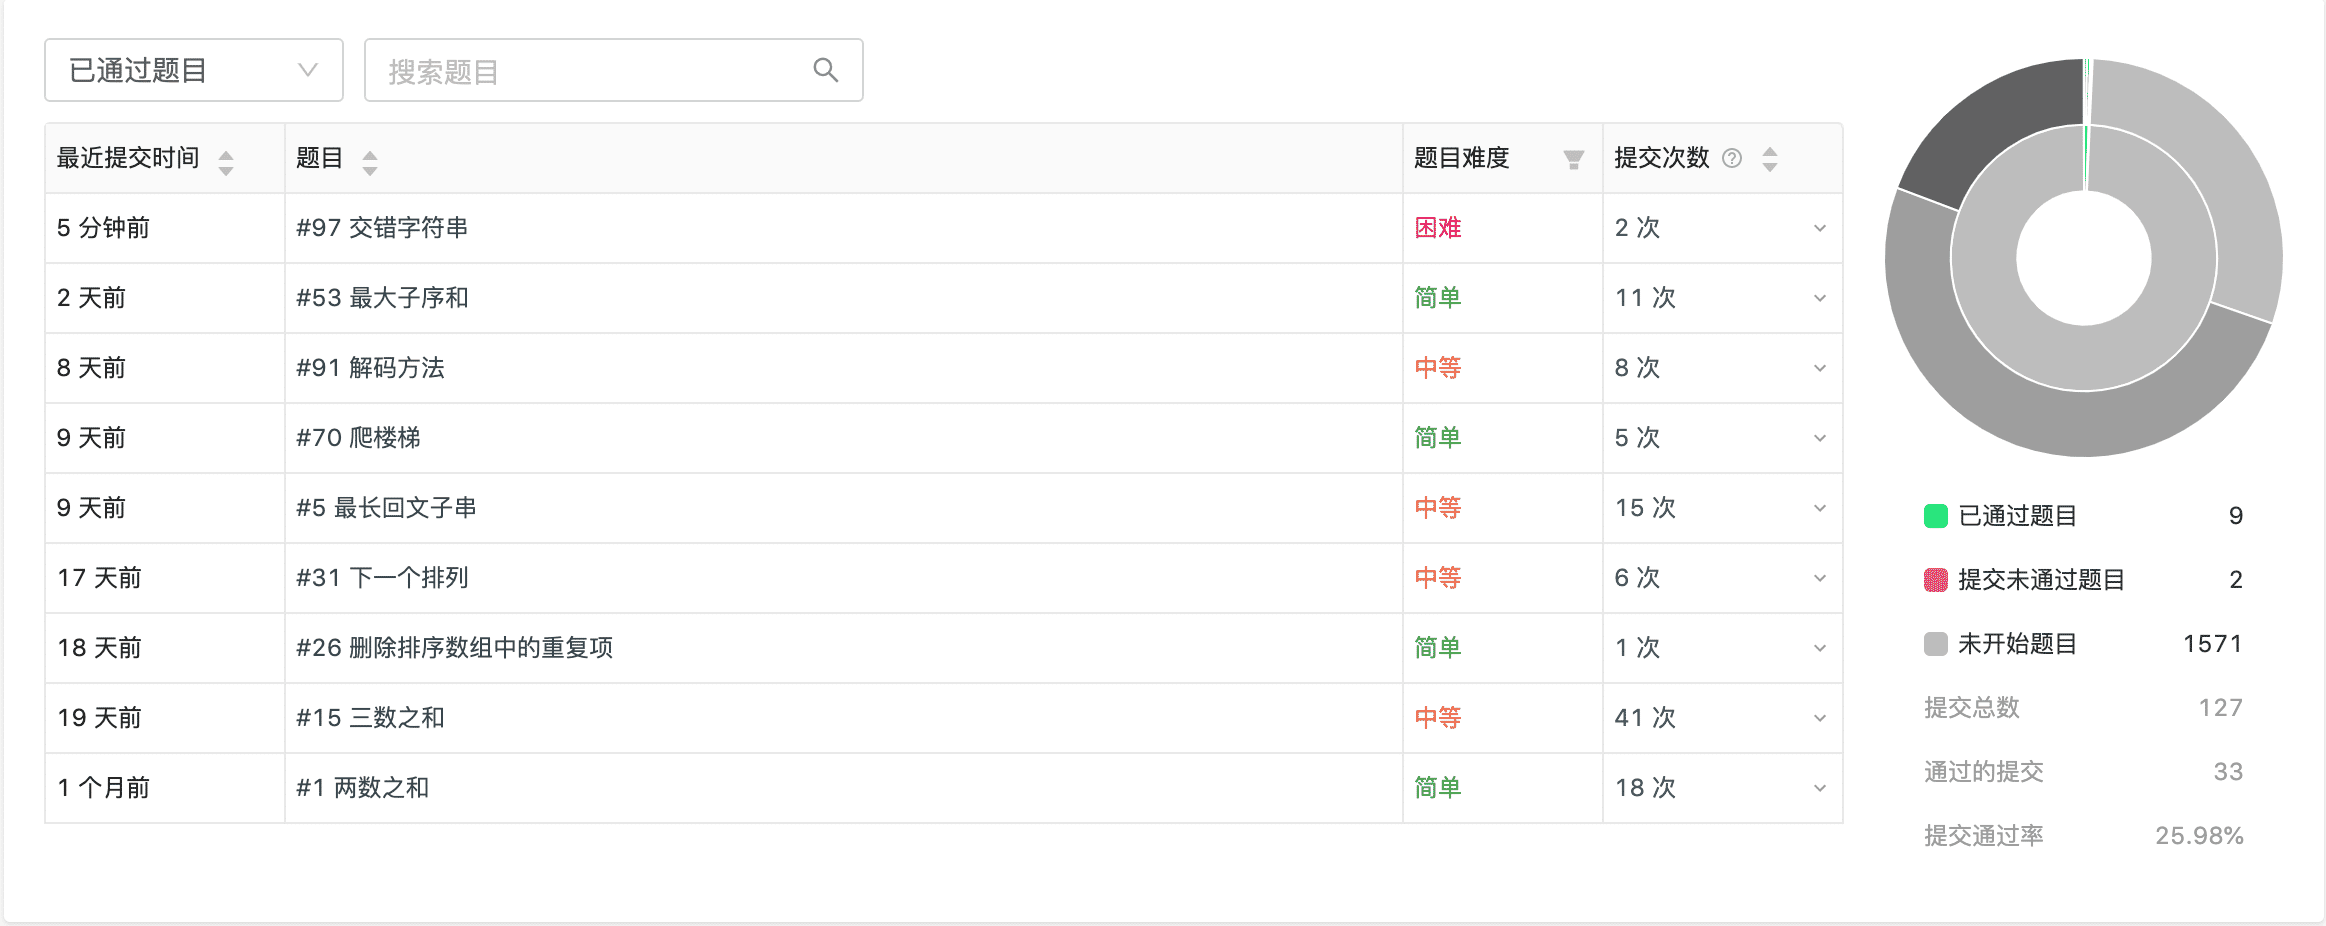 已通过题目
搜索题目
最近提交时间 题目 题目难度 提交次数 ?
5 分钟前 #97 交错字符串 困难 2 次
2 天前 #53 最大子序和 简单 11 次
8 天前 #91 解码方法 中等 8 次
9 天前 #70 爬楼梯 简单 5 次
9 天前 #5 最长回文子串 中等 15 次
17 天前 #31 下一个排列 中等 6 次
18 天前 #26 删除排序数组中的重复项 简单 1 次
19 天前 #15 三数之和 中等 41 次
1 个月前 #1 两数之和 简单 18 次
已通过题目 9
提交未通过题目 2
未开始题目 1571
提交总数 127
通过的提交 33
提交通过率 25.98%